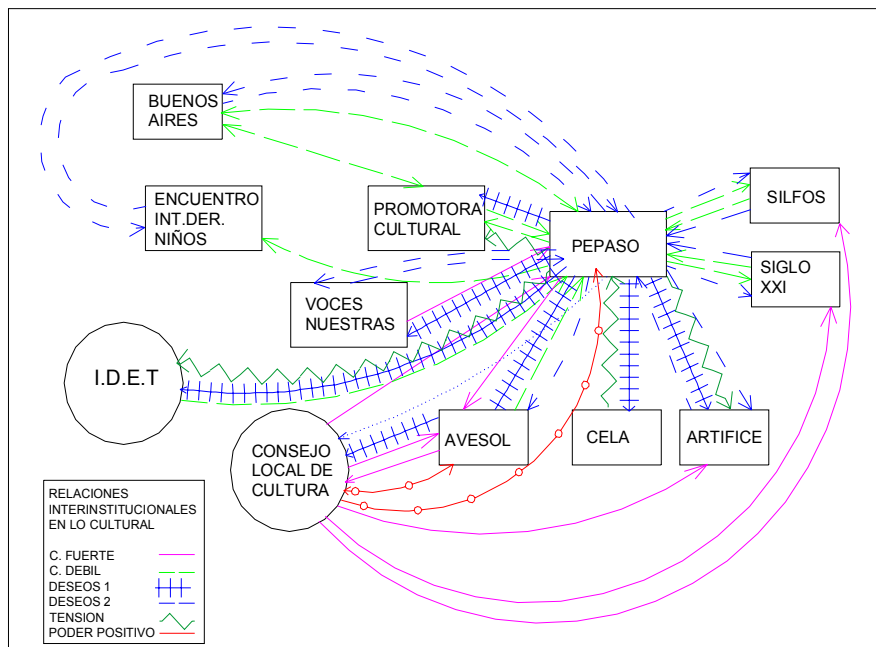 BUENOS
AIRES
ENCUENTRO
INT.DER.
NIÑOS
PROMOTORA
CULTURAL
PEPASO
SILFOS
SIGLO
XXI
VOCES
NUESTRAS
I.D.E.T
CONSEJO
LOCAL DE
CULTURA
AVESOL
CELA
ARTIFICE
RELACIONES
INTERINSTITUCIONALES
EN LO CULTURAL
C. FUERTE
C. DEBIL
DESEOS 1
DESEOS 2
TENSION
PODER POSITIVO